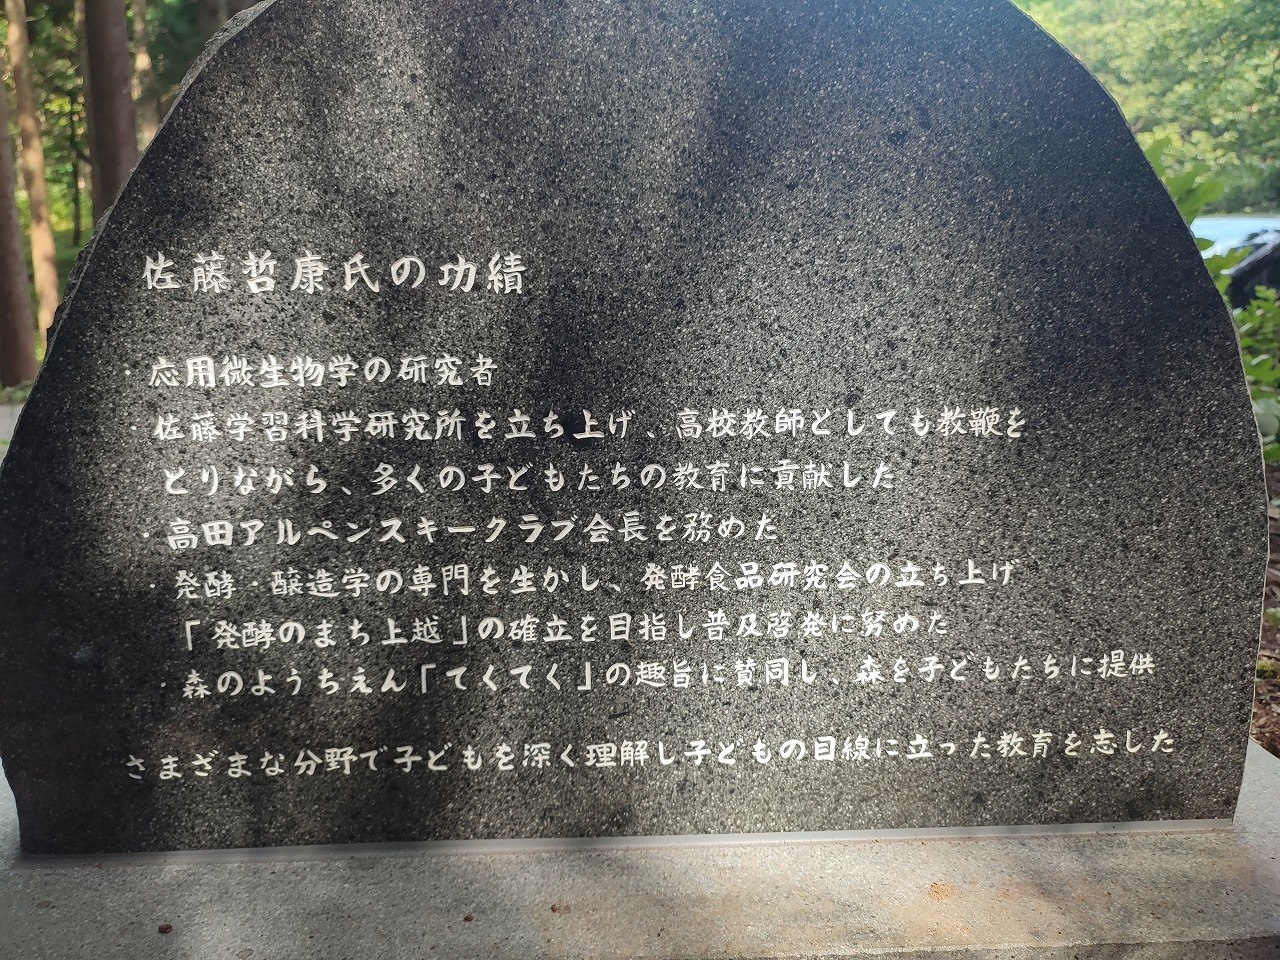 佐藤哲康氏の功績
・応用微生物学の研究者
・佐藤学習科学研究所を立ち上げ、高校教師としても教鞭を
とりながら、多くの子どもたちの教育に貢献した
・高田アルペンスキークラブ会長を務めた
・発酵・醸造学の専門を生かし、発酵食品研究会の立ち上げ
「発酵のまち上越」の確立を目指し普及啓発に努めた
・森のようちえん「てくてく」の趣旨に賛同し、森を子どもたちに提供
さまざまな分野で子どもを深く理解し子どもの目線に立った教育を志した